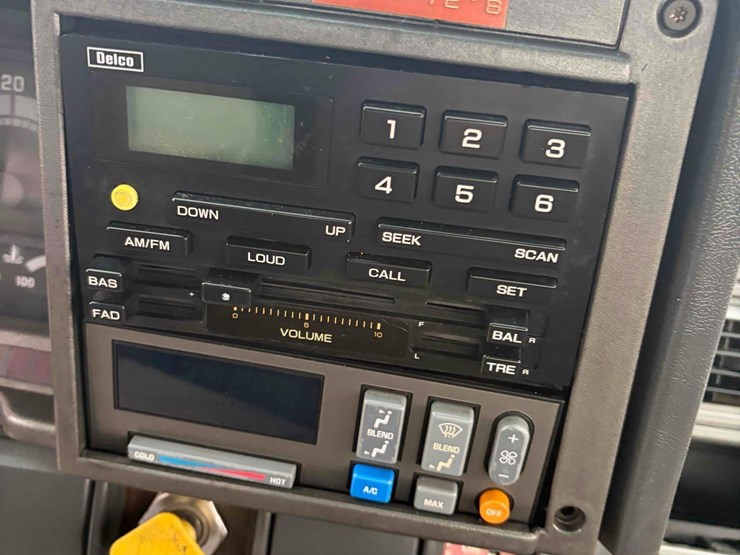 Delco
20
1 2 3
4 5 6
DOWN UP
SEEK SCAN
AM/FM LOUD CALL SET
BAS
FAD
+
0 5 10
VOLUME
F
L
BAL R
TRE R
100
BLEND
BLEND
+
-
COLD HOT
A/C MAX OFF